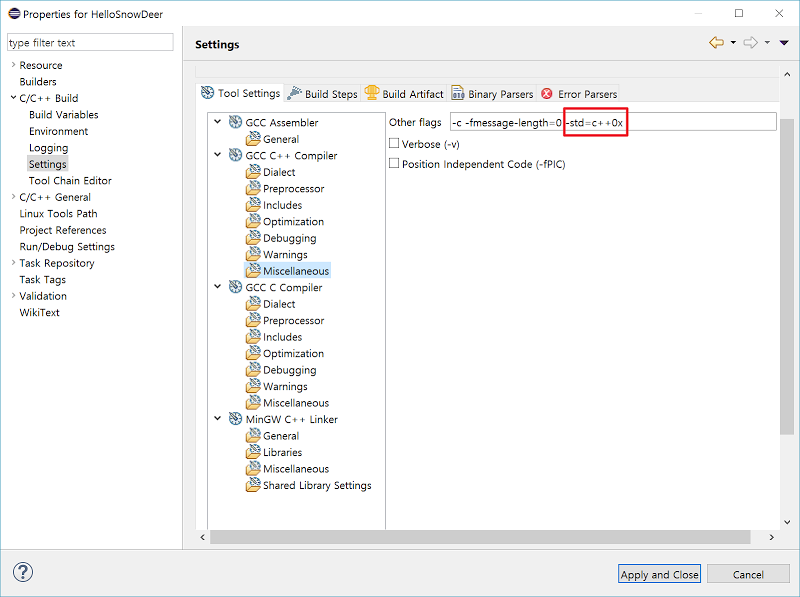 Properties for HelloSnowDeer
type filter text
Resource
Builders
C/C++ Build
Build Variables
Environment
Logging
Settings
Tool Chain Editor
C/C++ General
Linux Tools Path
Project References
Run/Debug Settings
Task Repository
Task Tags
Validation
WikiText
Settings
Tool Settings
Build Steps
Build Artifact
Binary Parsers
Error Parsers
GCC Assembler
General
GCC C++ Compiler
Dialect
Preprocessor
Includes
Optimization
Debugging
Warnings
Miscellaneous
GCC C Compiler
Dialect
Preprocessor
Includes
Optimization
Debugging
Warnings
Miscellaneous
MinGW C++ Linker
General
Libraries
Miscellaneous
Shared Library Settings
Other flags -c -fmessage-length=0 -std=c++0x
Verbose (-v)
Position Independent Code (-fPIC)
Apply and Close
Cancel